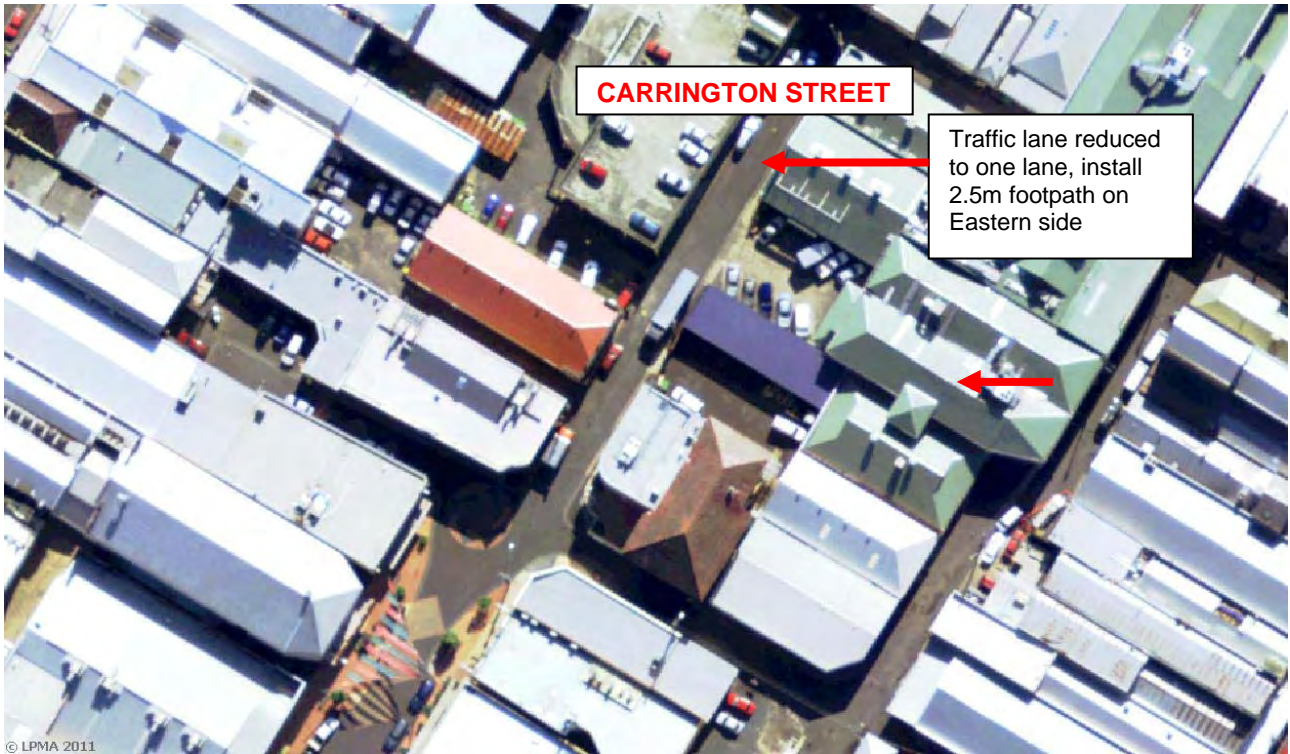 CARRINGTON STREET
Traffic lane reduced
to one lane, install
2.5m footpath on
Eastern side
© LPMA 2011